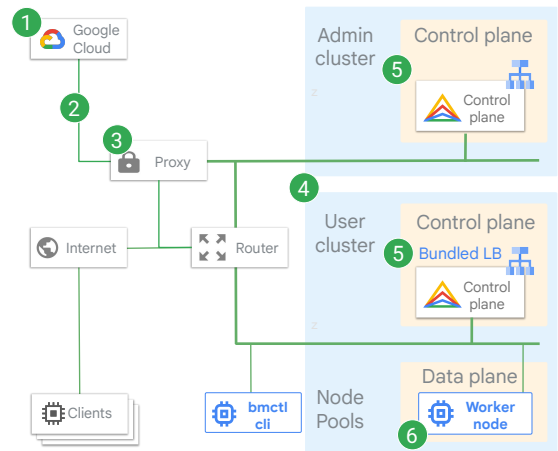 1
Google
Cloud
2
3
Proxy
Internet
Router
Clients
bmctl
cli
Admin
cluster
Control plane
5
Control
plane
z
4
User
cluster
Control plane
5
Bundled LB
Control
plane
z
Node
Pools
Data plane
Worker
node
6